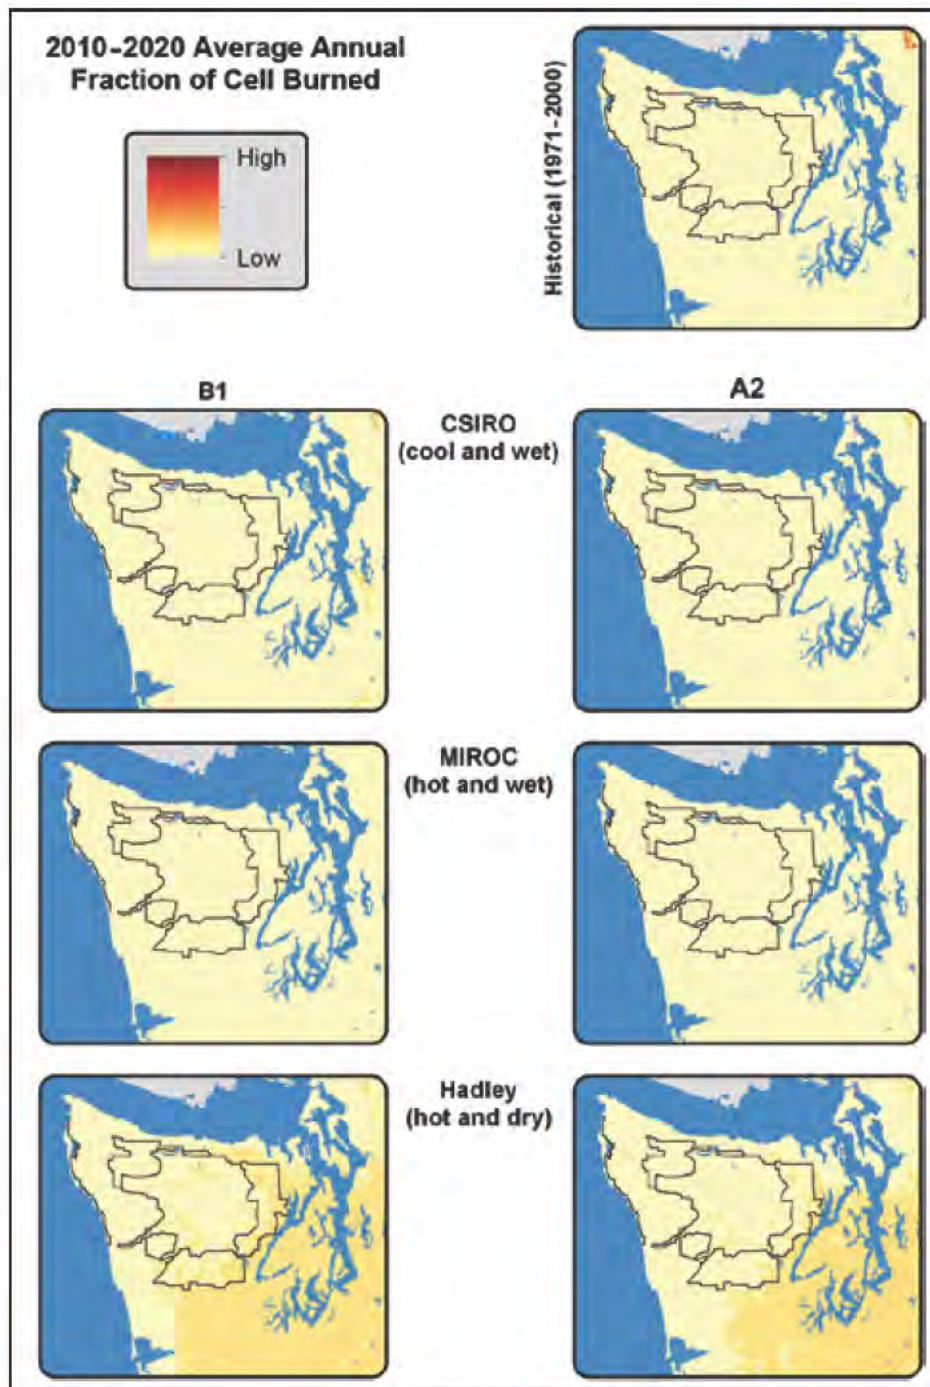 2010-2020 Average Annual
Fraction of Cell Burned
High
Low
Historical (1971-2000)
B1
A2
CSIRO
(cool and wet)
MIROC
(hot and wet)
Hadley
(hot and dry)